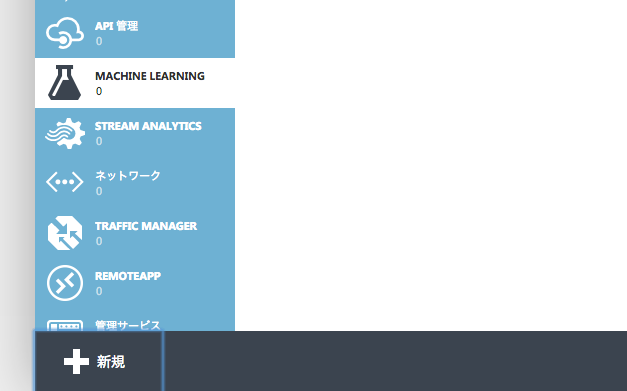 API 管理
0
MACHINE LEARNING
0
STREAM ANALYTICS
0
ネットワーク
0
TRAFFIC MANAGER
0
REMOTEAPP
0
管理サービス
新規